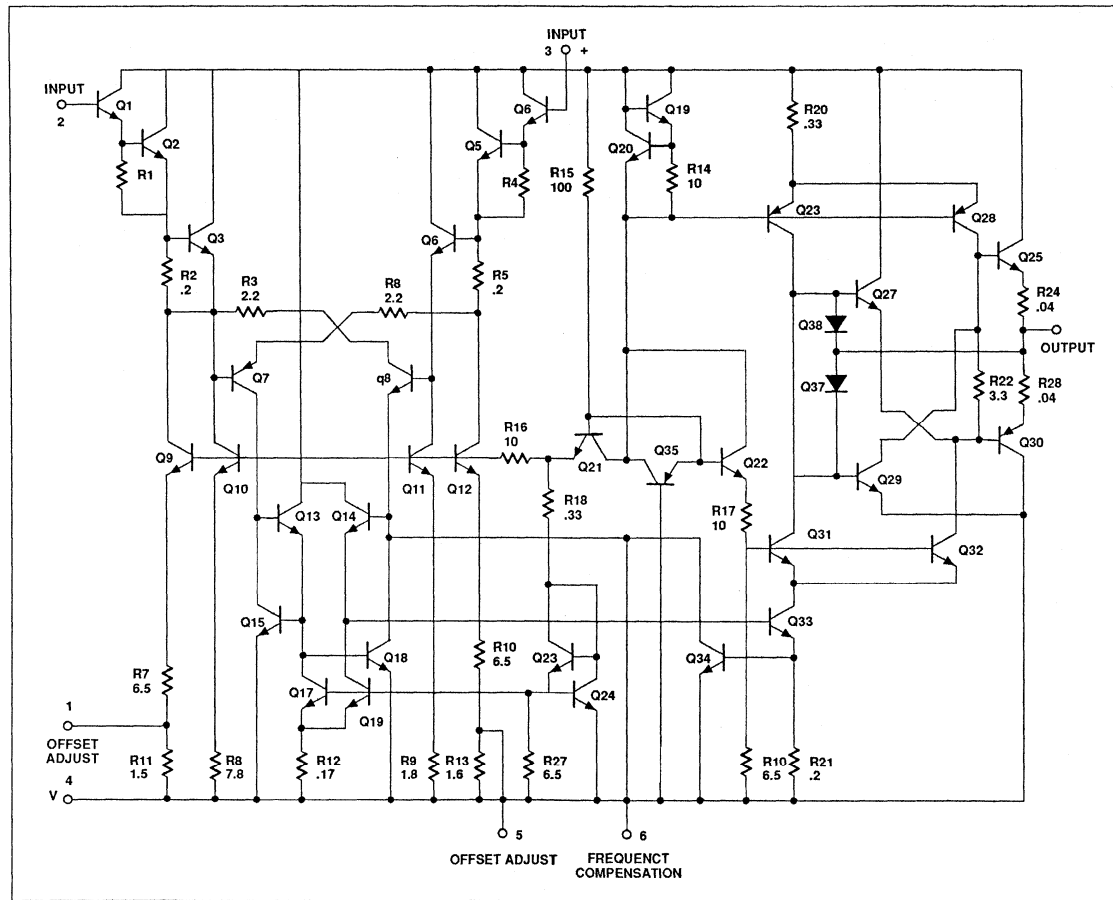 INPUT
3 +
INPUT
2
Q1
Q2
R1
Q3
R2
.2
R3
2.2
R8
2.2
Q5
Q6
R4
Q6
R5
.2
R15
100
Q19
Q20
R14
10
R20
.33
Q23
Q28
Q25
R24
.04
OUTPUT
Q27
Q38
Q37
R22
3.3
R28
.04
Q30
Q7
q8
Q9
Q10
Q11
Q12
R16
10
Q21
Q35
Q22
R17
10
Q29
R18
.33
Q13
Q14
Q31
Q32
Q15
Q18
Q17
Q19
R10
6.5
Q23
Q24
Q34
Q33
R7
6.5
1
OFFSET
ADJUST
R11
1.5
R8
7.8
R12
.17
R9
1.8
R13
1.6
R27
6.5
R10
6.5
R21
.2
4
V
5
OFFSET ADJUST
6
FREQUENCT
COMPENSATION